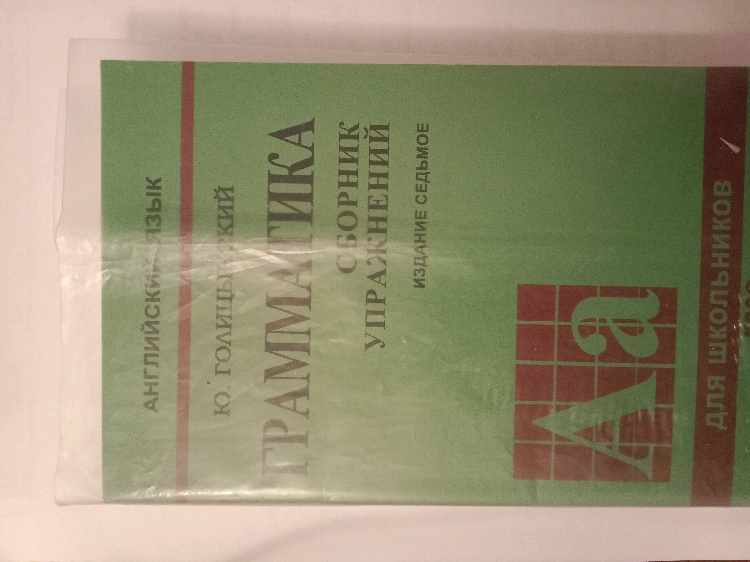 АНГЛИЙСКИЙ ЯЗЫК
Ю. ГОЛИЦЫНСКИЙ
ГРАММАТИКА
СБОРНИК
УПРАЖНЕНИЙ
ИЗДАНИЕ СЕДЬМОЕ
Аа
ДЛЯ ШКОЛЬНИКОВ